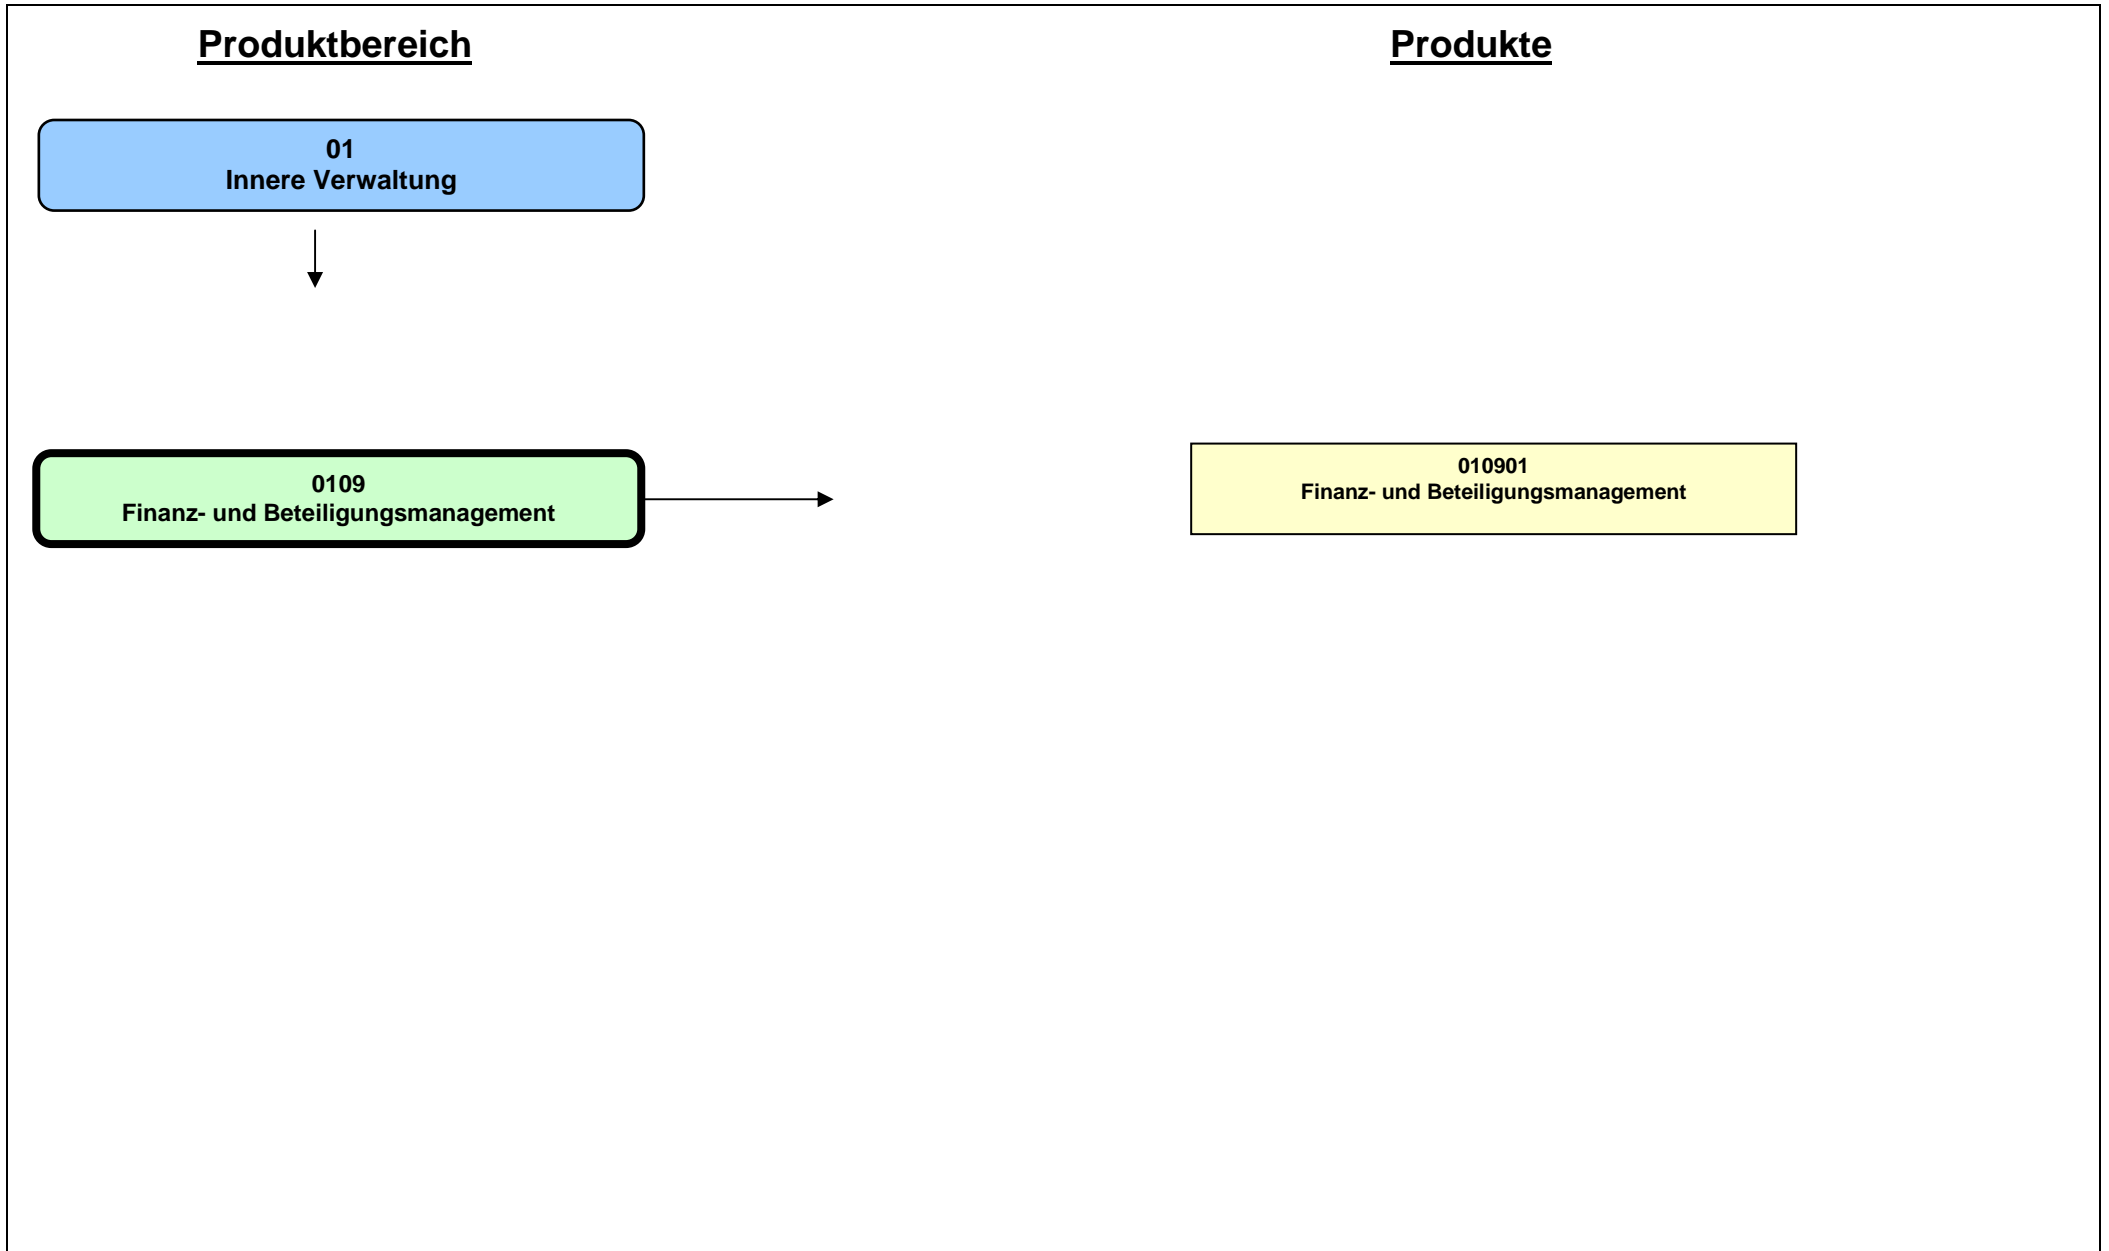 Produktbereich
Produkte
01
Innere Verwaltung
0109
Finanz- und Beteiligungsmanagement
010901
Finanz- und Beteiligungsmanagement